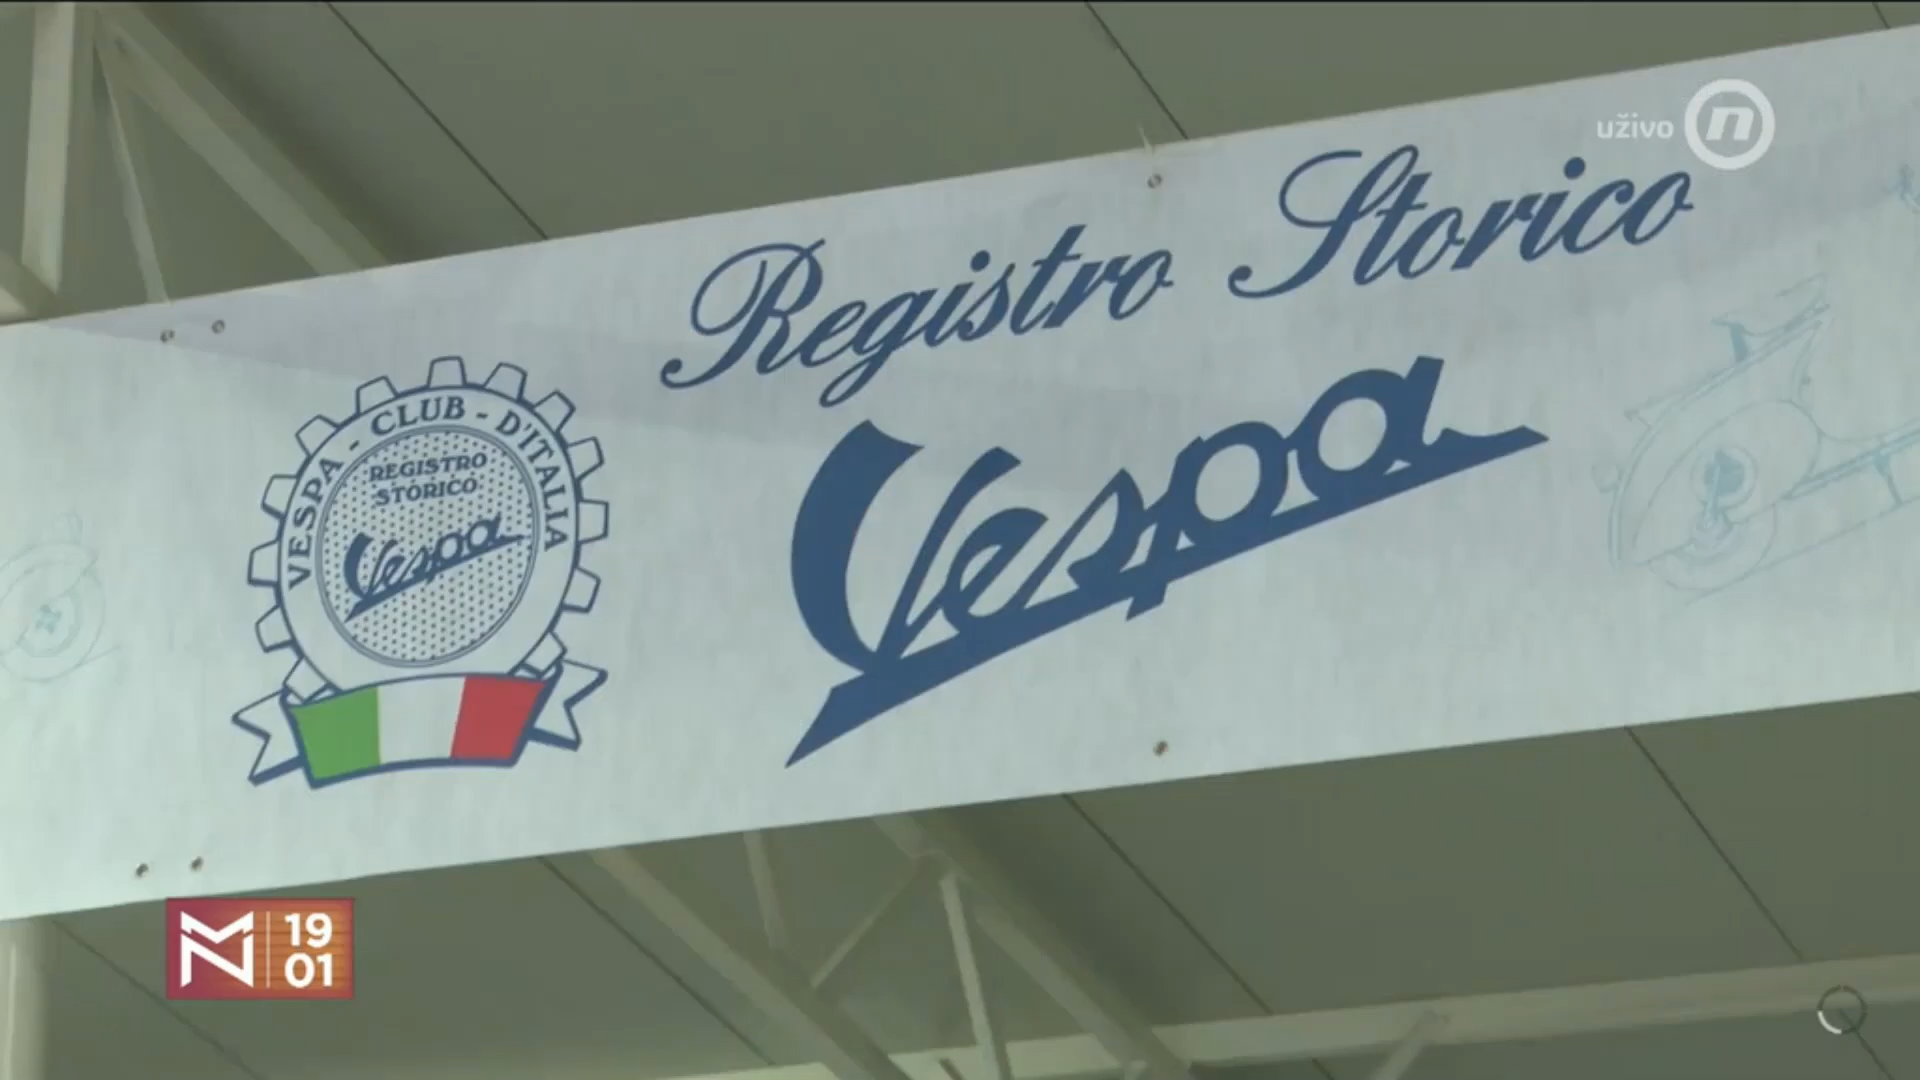 uživo
Registro Storico
Vespa
VESPA - CLUB - D'ITALIA
REGISTRO
STORICO
Vespa
19
01